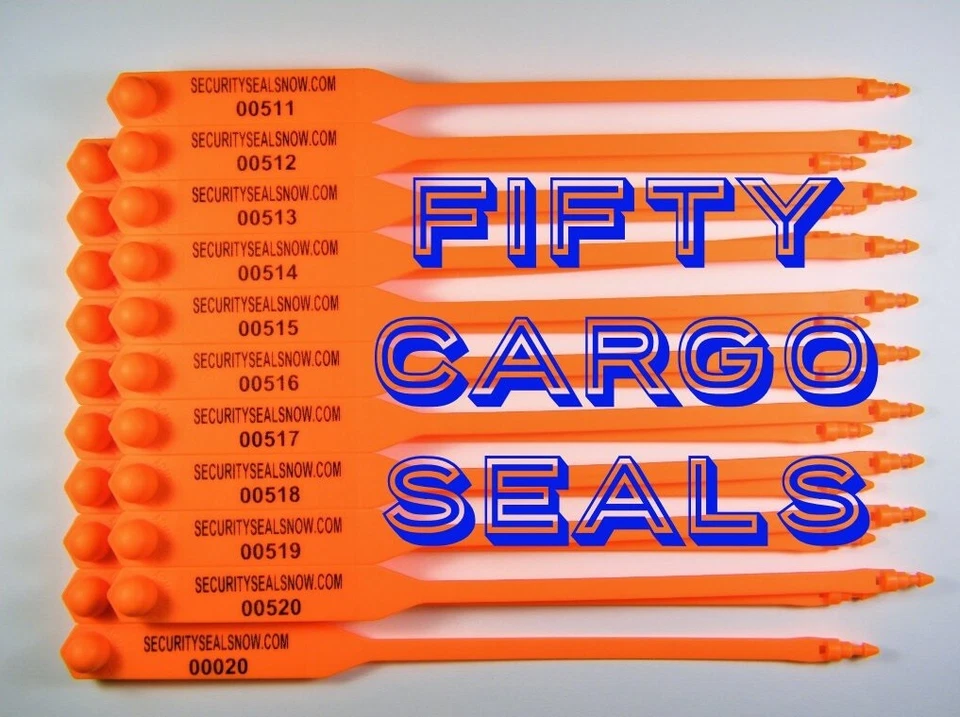 SECURITYSEALSNOW.COM
00511
SECURITYSEALSNOW.COM
00512
SECURITYSEALSNOW.COM
00513
SECURITYSEALSNOW.COM
00514
SECURITYSEALSNOW.COM
00515
SECURITYSEALSNOW.COM
00516
SECURITYSEALSNOW.COM
00517
SECURITYSEALSNOW.COM
00518
SECURITYSEALSNOW.COM
00519
SECURITYSEALSNOW.COM
00520
SECURITYSEALSNOW.COM
00020
FIFTY
CARGO
SEALS